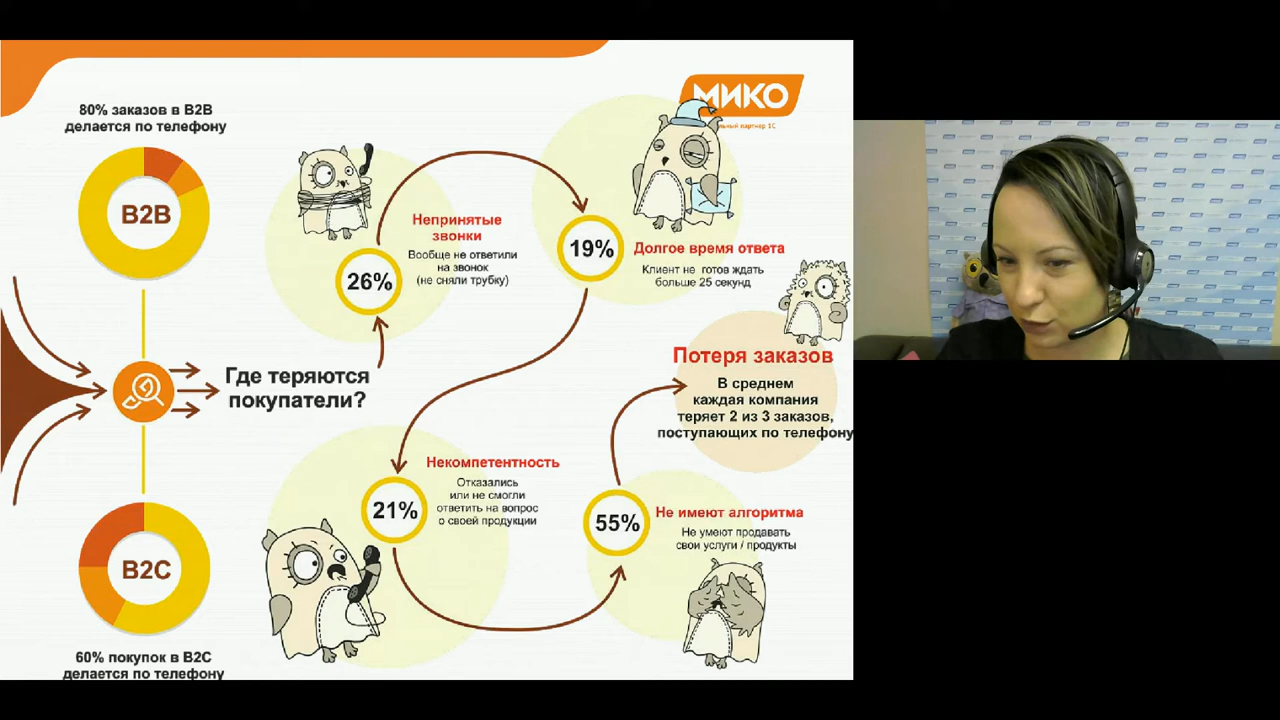 80% заказов в B2B
делается по телефону
B2B
МИКО
партнер 1С
Непринятые
звонки
Вообще не ответили
на звонок
(не сняли трубку)
26%
19%
Долгое время ответа
Клиент не готов ждать
больше 25 секунд
Где теряются
покупатели?
Потеря заказов
В среднем
каждая компания
теряет 2 из 3 заказов,
поступающих по телефону
Некомпетентность
Отказались
или не смогли
ответить на вопрос
о своей продукции
21%
55%
Не имеют алгоритма
Не умеют продавать
свои услуги / продукты
B2C
60% покупок в B2C
делается по телефону